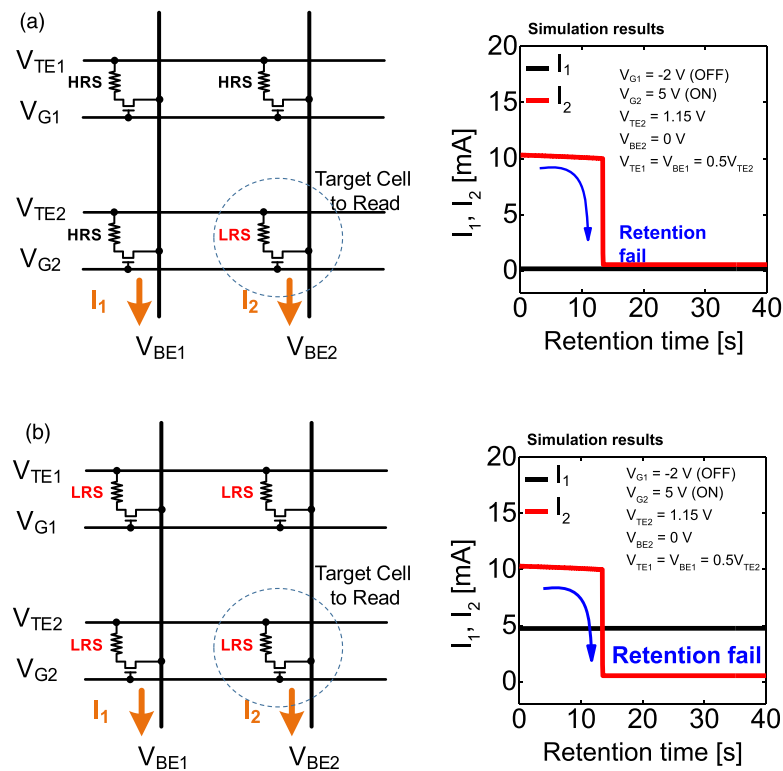 (a)
V_TE1
HRS
HRS
V_G1
Target Cell
to Read
V_TE2
HRS
LRS
V_G2
I_1
I_2
V_BE1
V_BE2
Simulation results
20
15
10
5
0
I_1, I_2 [mA]
I_1
I_2
V_G1 = -2 V (OFF)
V_G2 = 5 V (ON)
V_TE2 = 1.15 V
V_BE2 = 0 V
V_TE1 = V_BE1 = 0.5V_TE2
Retention
fail
0 10 20 30 40
Retention time [s]
(b)
V_TE1
LRS
LRS
V_G1
Target Cell
to Read
V_TE2
LRS
LRS
V_G2
I_1
I_2
V_BE1
V_BE2
Simulation results
20
15
10
5
0
I_1, I_2 [mA]
I_1
I_2
V_G1 = -2 V (OFF)
V_G2 = 5 V (ON)
V_TE2 = 1.15 V
V_BE2 = 0 V
V_TE1 = V_BE1 = 0.5V_TE2
Retention fail
0 10 20 30 40
Retention time [s]